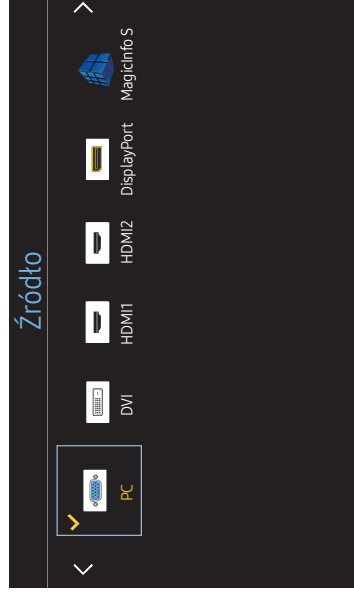 Źródło
PC
DVI
HDMI1
HDMI2
DisplayPort
MagicInfo S